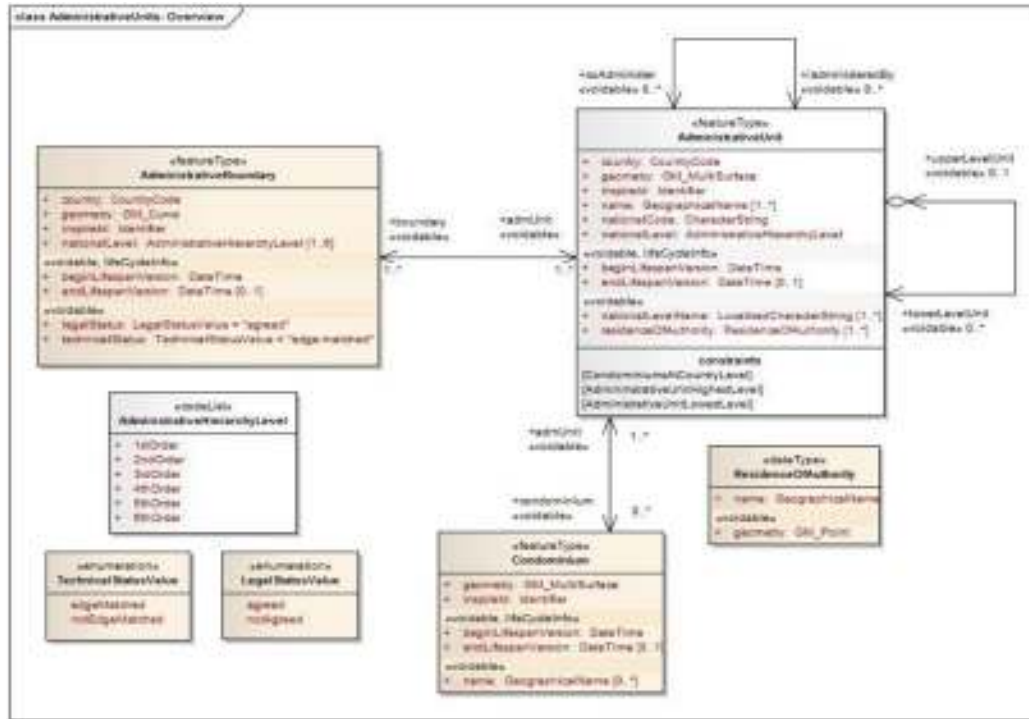 class AdministrativeUnits: Overview
+coAdminister
«voidable» 0..*
+administeredBy
«voidable» 0..*
«featureType»
AdministrativeUnit
+ country: CountryCode
+ geometry: GM_MultiSurface
+ inspireId: Identifier
+ name: GeographicalName [1..*]
+ nationalCode: CharacterString
+ nationalLevel: AdministrativeHierarchyLevel
«voidable, lifeCycleInfo»
+ beginLifespanVersion: DateTime
+ endLifespanVersion: DateTime [0..1]
«voidable»
+ nationalLevelName: LocalisedCharacterString [1..*]
+ residenceOfAuthority: ResidenceOfAuthority [1..*]
constraints
{CondominiumsAtCountryLevel}
{AdministrativeUnitHighestLevel}
{AdministrativeUnitLowestLevel}
+upperLevelUnit
«voidable» 0..1
+lowerLevelUnit
«voidable» 0..*
«featureType»
AdministrativeBoundary
+ country: CountryCode
+ geometry: GM_Curve
+ inspireId: Identifier
+ nationalLevel: AdministrativeHierarchyLevel [1..6]
«voidable, lifeCycleInfo»
+ beginLifespanVersion: DateTime
+ endLifespanVersion: DateTime [0..1]
«voidable»
+ legalStatus: LegalStatusValue = "agreed"
+ technicalStatus: TechnicalStatusValue = "edge matched"
+boundary
«voidable»
1..*
+admUnit
«voidable»
1..*
«codeList»
AdministrativeHierarchyLevel
+ 1stOrder
+ 2ndOrder
+ 3rdOrder
+ 4thOrder
+ 5thOrder
+ 6thOrder
+admUnit
«voidable»
1..*
+condominium
«voidable»
0..*
«dataType»
ResidenceOfAuthority
+ name: GeographicalName
«voidable»
+ geometry: GM_Point
«enumeration»
TechnicalStatusValue
edgeMatched
notEdgeMatched
«enumeration»
LegalStatusValue
agreed
notAgreed
«featureType»
Condominium
+ geometry: GM_MultiSurface
+ inspireId: Identifier
«voidable, lifeCycleInfo»
+ beginLifespanVersion: DateTime
+ endLifespanVersion: DateTime [0..1]
«voidable»
+ name: GeographicalName [0..*]